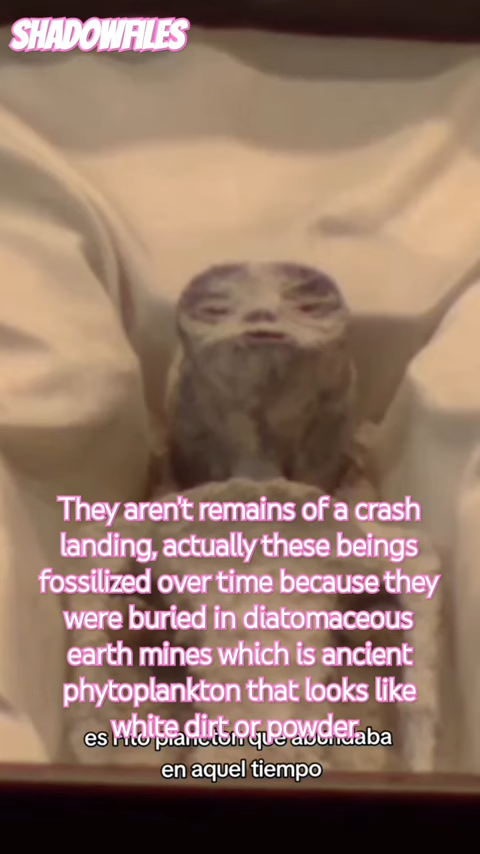 SHADOWFILES
They aren't remains of a crash
landing, actually these beings
fossilized over time because they
were buried in diatomaceous
earth mines which is ancient
phytoplankton that looks like
white dirt or powder.
es Fito plancton que abundaba
en aquel tiempo